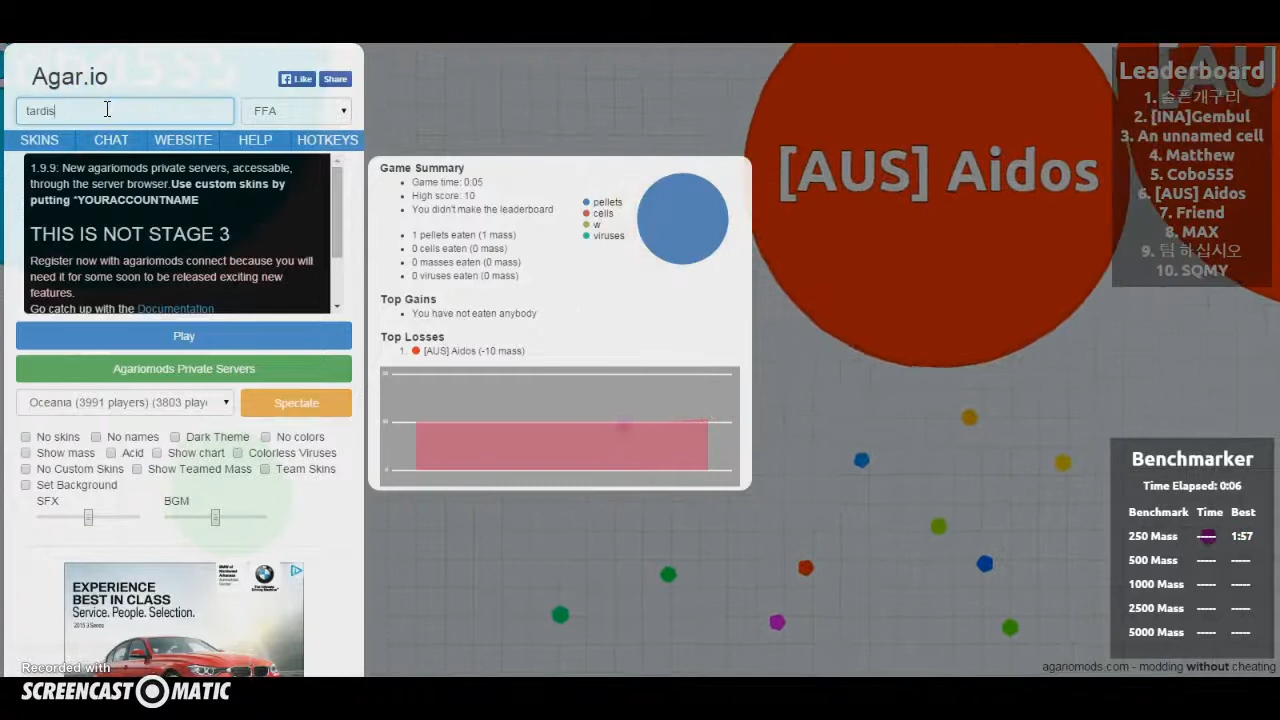 Agar.io
Like
Share
tardis
FFA
SKINS CHAT WEBSITE HELP HOTKEYS
1.9.9: New agariomods private servers, accessable,
through the server browser.Use custom skins by
putting *YOURACCOUNTNAME
THIS IS NOT STAGE 3
Register now with agariomods connect because you will
need it for some soon to be released exciting new
features.
Go catch up with the Documentation
Play
Agariomods Private Servers
Oceania (3991 players) (3803 play
Spectate
No skins No names Dark Theme No colors
Show mass Acid Show chart Colorless Viruses
No Custom Skins Show Teamed Mass Team Skins
Set Background
SFX BGM
EXPERIENCE
BEST IN CLASS
Service. People. Selection.
2015 3 Series
BMW of
Northwest
Arkansas
Recorded with
SCREENCAST MATIC
Game Summary
Game time: 0:05
High score: 10
You didn't make the leaderboard
1 pellets eaten (1 mass)
0 cells eaten (0 mass)
0 masses eaten (0 mass)
0 viruses eaten (0 mass)
pellets
cells
w
viruses
Top Gains
You have not eaten anybody
Top Losses
1. [AUS] Aidos (-10 mass)
[AUS] Aidos
[AU
Leaderboard
1. 슬픈개구리
2. [INA]Gembul
3. An unnamed cell
4. Matthew
5. Cobo555
6. [AUS] Aidos
7. Friend
8. MAX
9. 팀 하십시오
10. SQMY
Benchmarker
Time Elapsed: 0:06
Benchmark Time Best
250 Mass ----- 1:57
500 Mass ----- -----
1000 Mass ----- -----
2500 Mass ----- -----
5000 Mass ----- -----
agariomods.com - modding without cheating